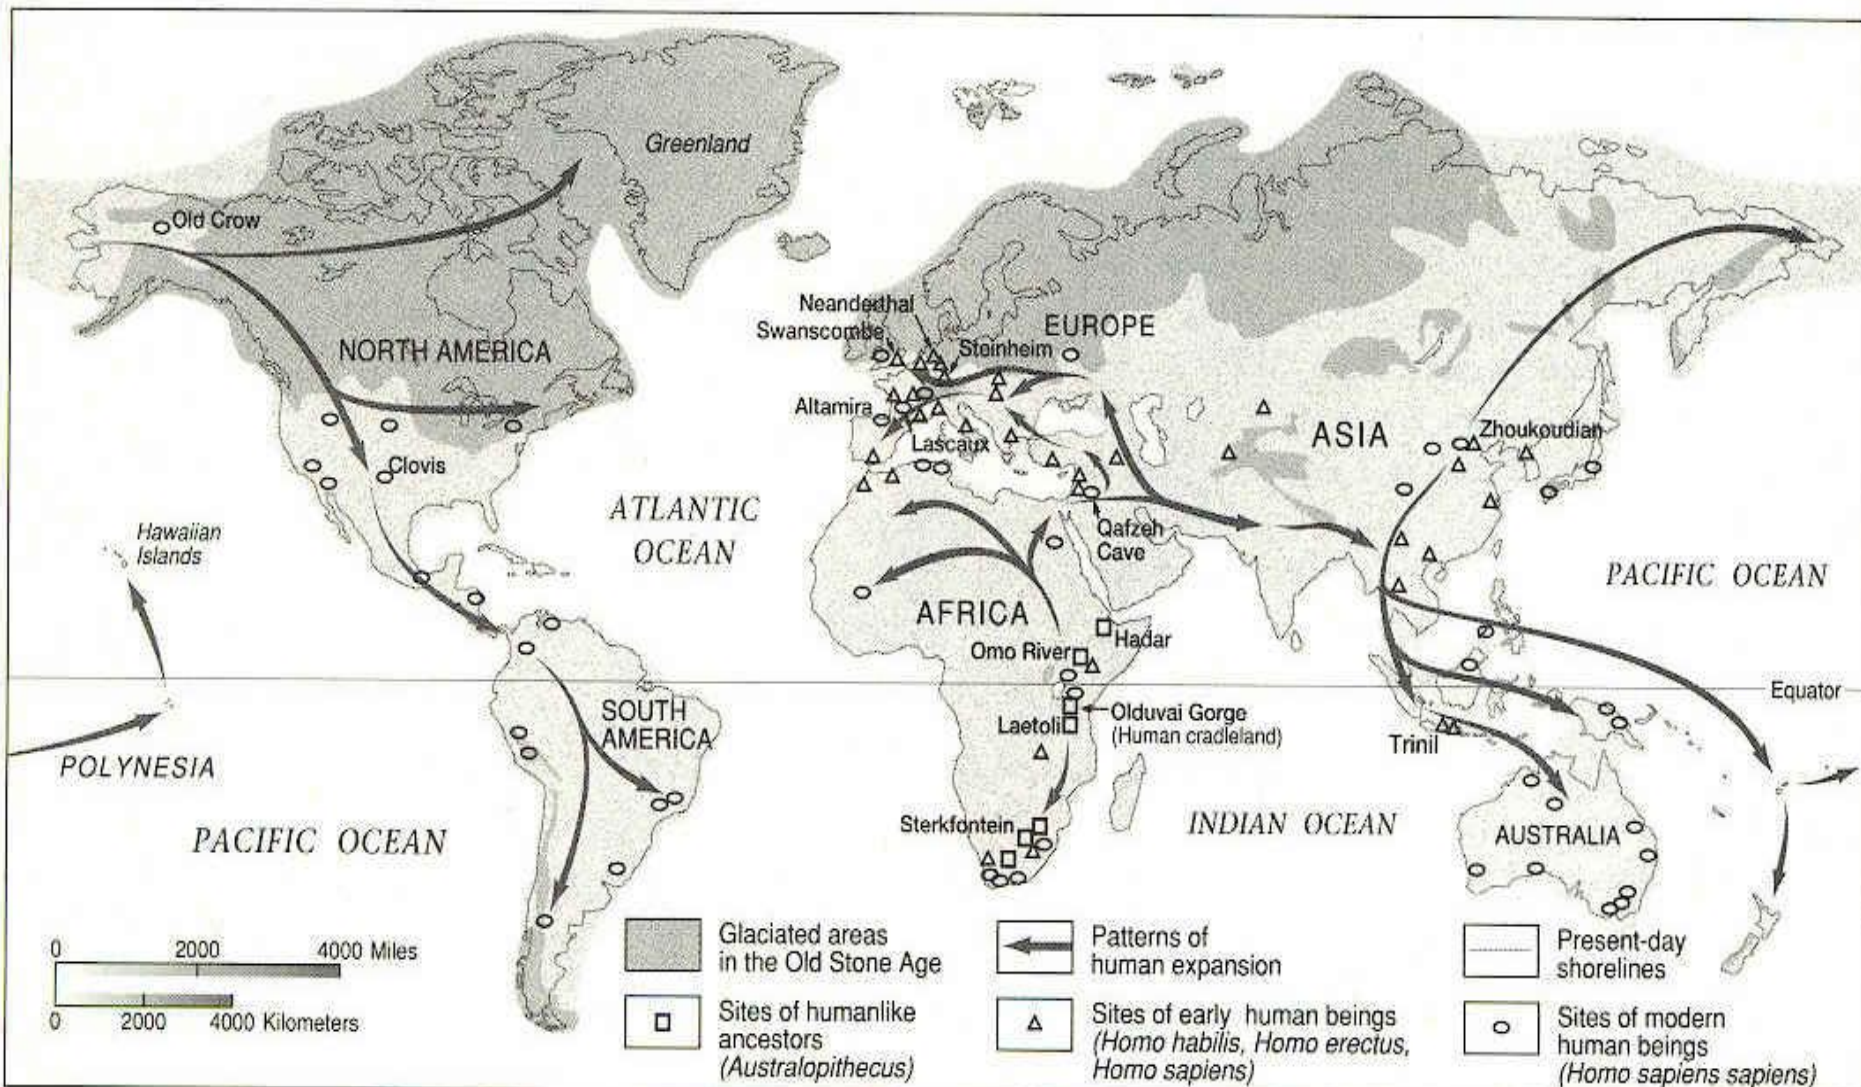 Greenland
Old Crow
Neanderthal
Swanscombe
EUROPE
Steinheim
NORTH AMERICA
Altamira
Lascaux
ASIA
Zhoukoudian
Clovis
ATLANTIC
OCEAN
Qafzeh
Cave
Hawaiian
Islands
PACIFIC OCEAN
AFRICA
Hadar
Omo River
Equator
SOUTH
AMERICA
Laetoli
Olduvai Gorge
(Human cradleland)
Trinil
POLYNESIA
PACIFIC OCEAN
Sterkfontein
INDIAN OCEAN
AUSTRALIA
0 2000 4000 Miles
0 2000 4000 Kilometers
Glaciated areas
in the Old Stone Age
Patterns of
human expansion
Present-day
shorelines
Sites of humanlike
ancestors
(Australopithecus)
Sites of early human beings
(Homo habilis, Homo erectus,
Homo sapiens)
Sites of modern
human beings
(Homo sapiens sapiens)